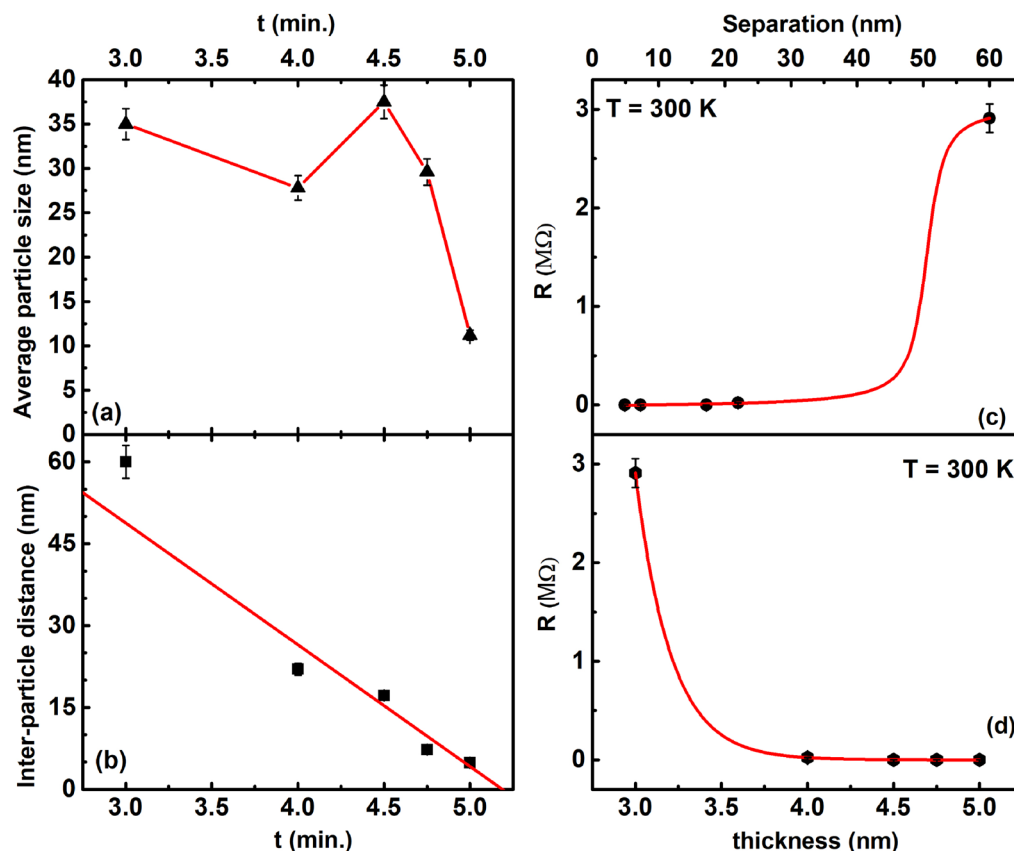 t (min.)
3.0 3.5 4.0 4.5 5.0
Average particle size (nm)
40
35
30
25
20
15
10
5
0
(a)
Inter-particle distance (nm)
60
45
30
15
0
(b)
3.0 3.5 4.0 4.5 5.0
t (min.)
Separation (nm)
0 10 20 30 40 50 60
T = 300 K
R (MΩ)
3
2
1
0
(c)
T = 300 K
R (MΩ)
3
2
1
0
(d)
3.0 3.5 4.0 4.5 5.0
thickness (nm)